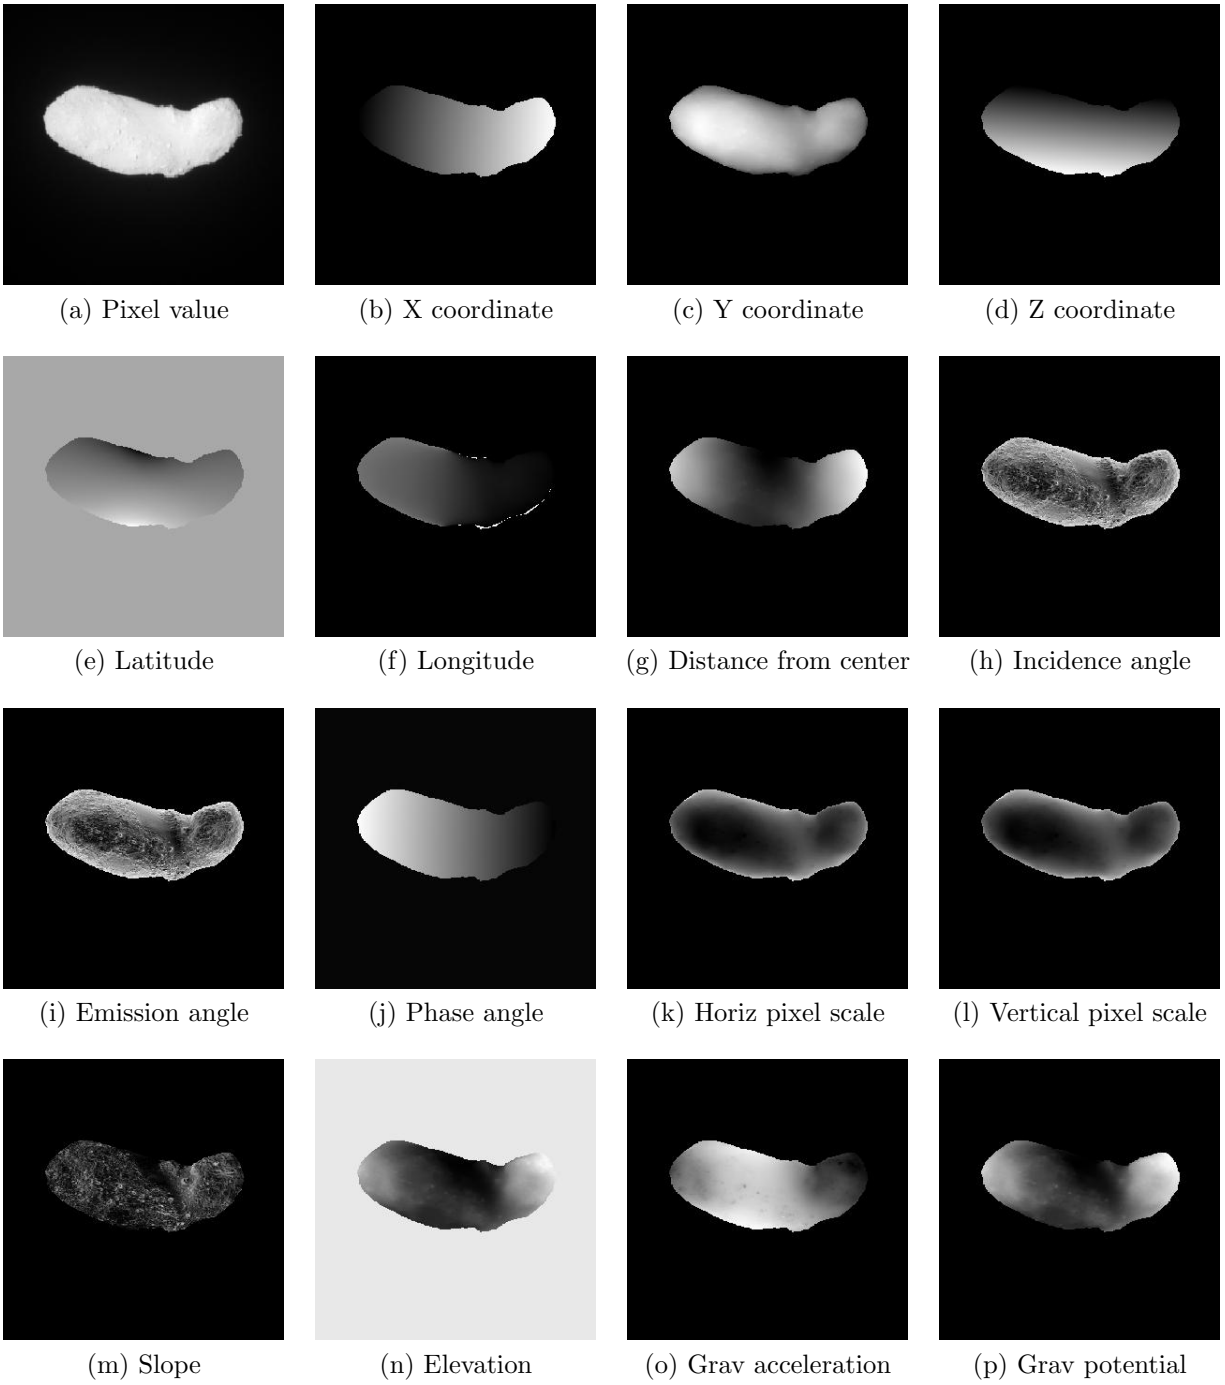 (a) Pixel value
(b) X coordinate
(c) Y coordinate
(d) Z coordinate
(e) Latitude
(f) Longitude
(g) Distance from center
(h) Incidence angle
(i) Emission angle
(j) Phase angle
(k) Horiz pixel scale
(l) Vertical pixel scale
(m) Slope
(n) Elevation
(o) Grav acceleration
(p) Grav potential